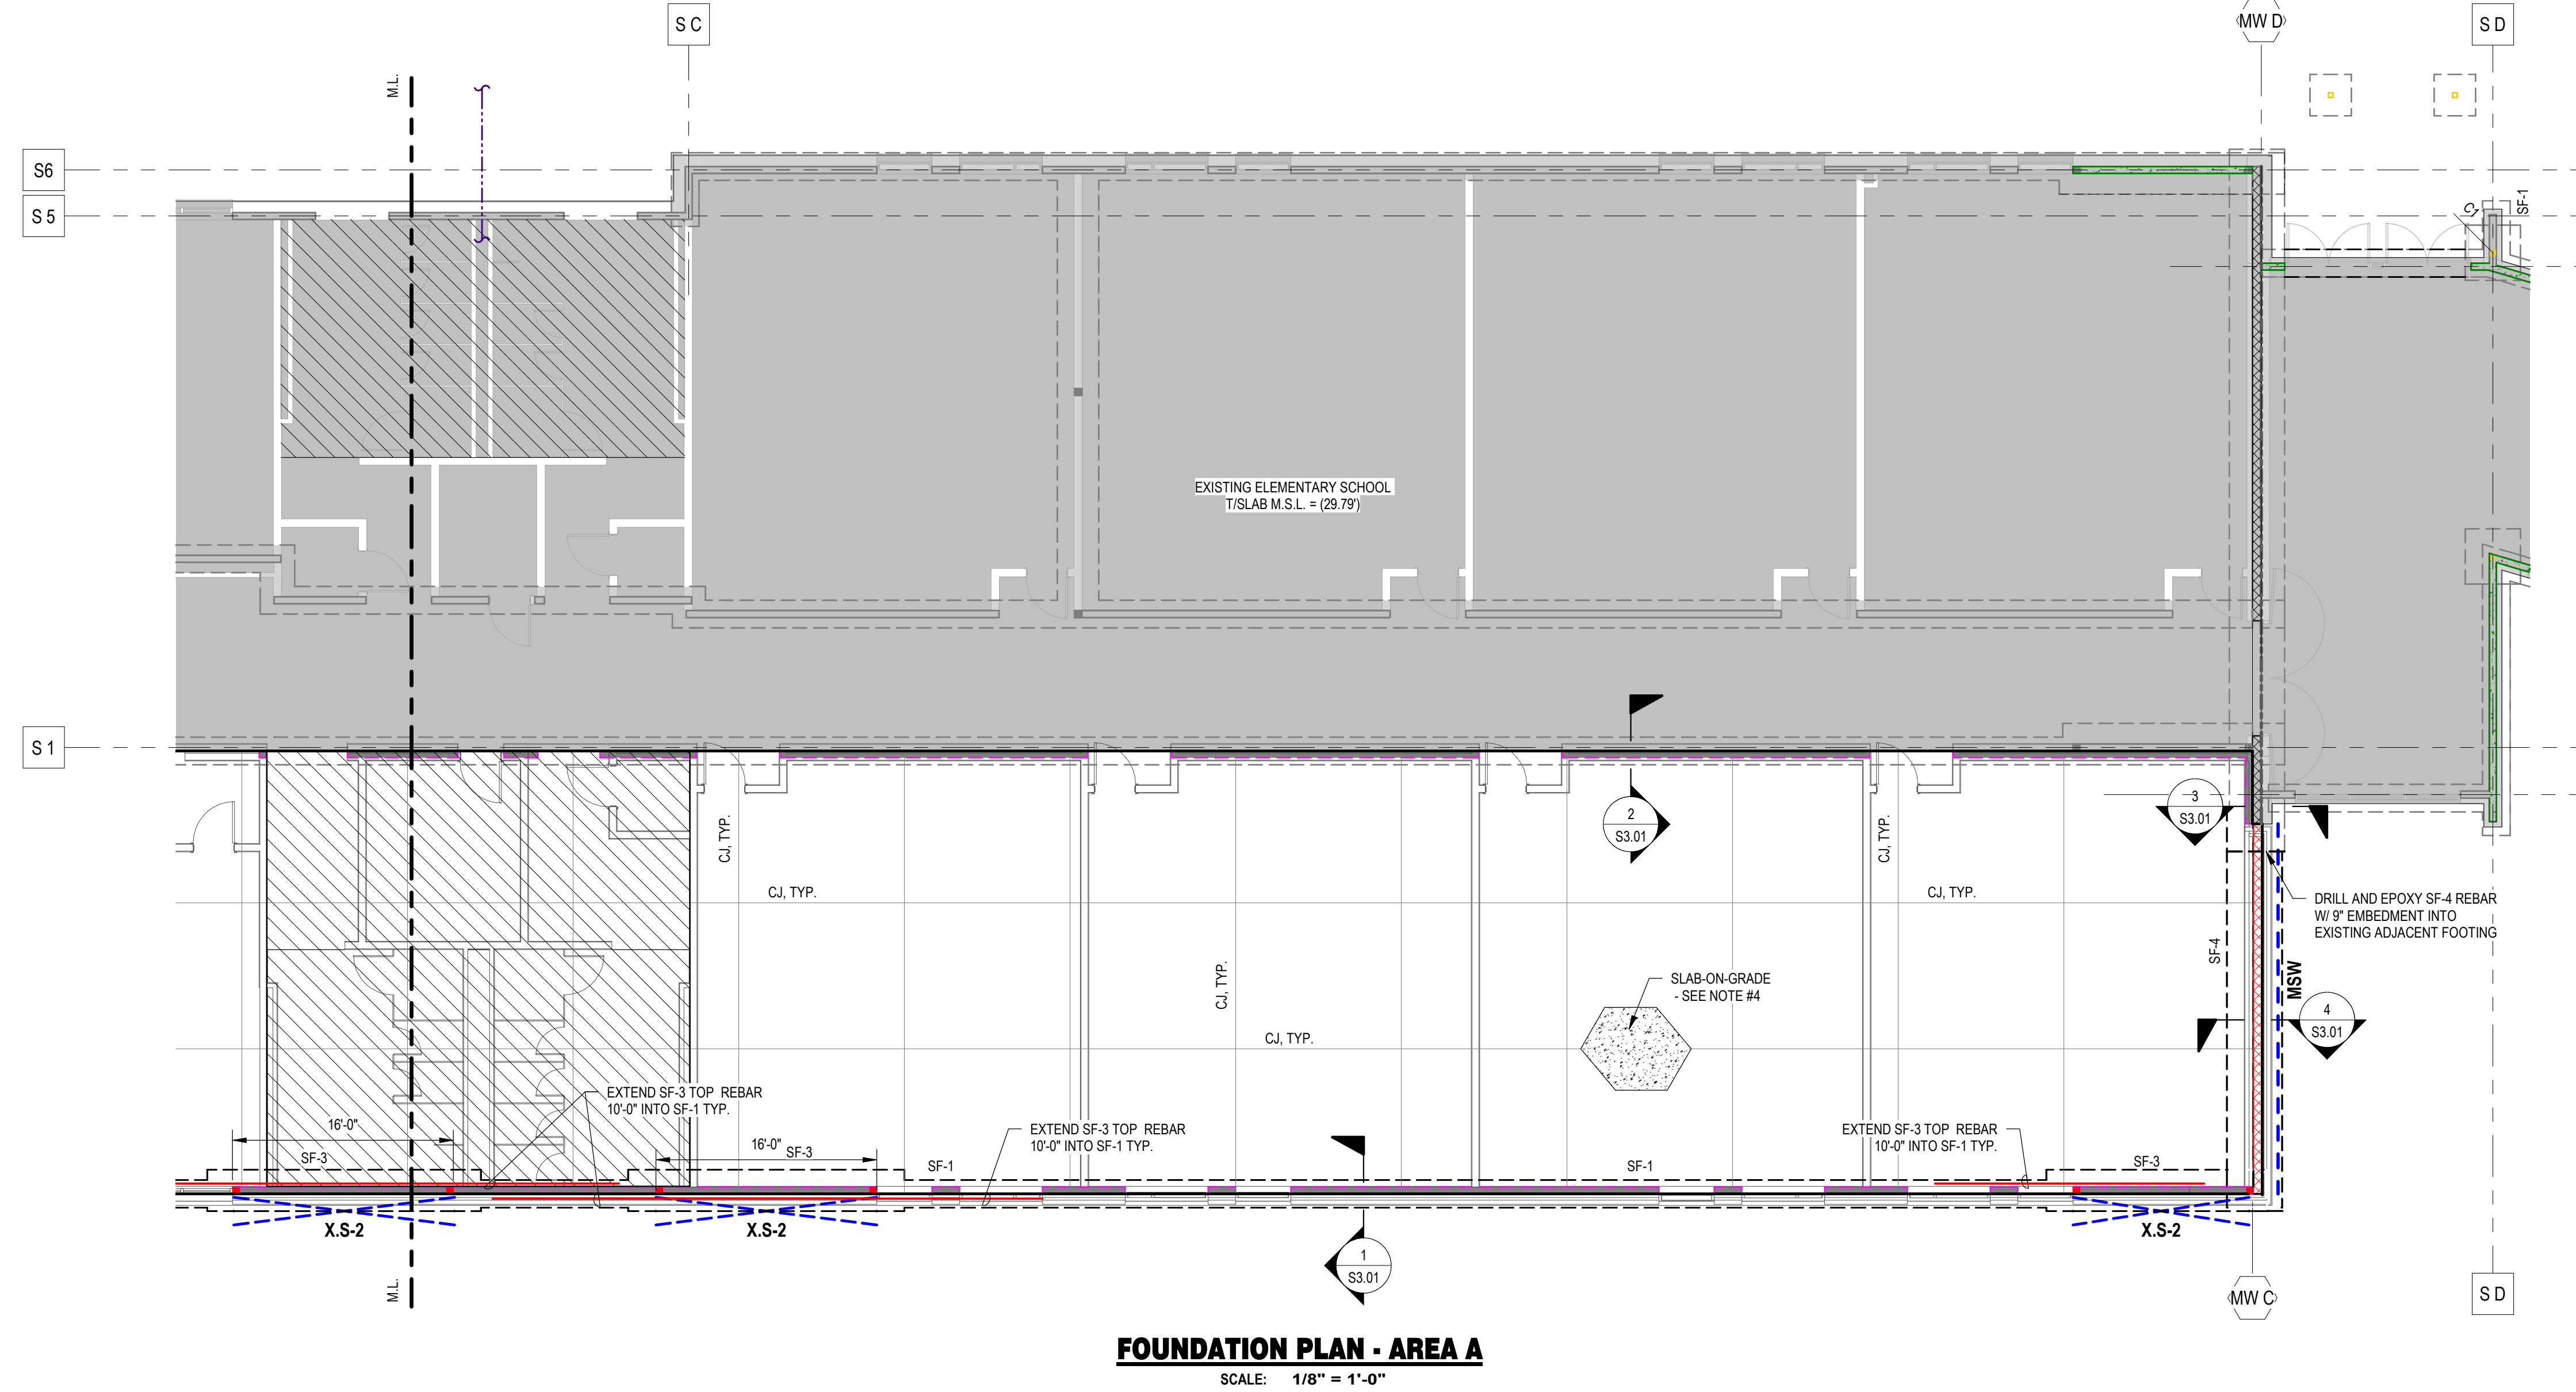 S C
MW D
S D
M.L.
S6
S 5
C7
SF-1
EXISTING ELEMENTARY SCHOOL
T/SLAB M.S.L. = (29.79')
S 1
2
S3.01
3
S3.01
CJ, TYP.
CJ, TYP.
CJ, TYP.
CJ, TYP.
DRILL AND EPOXY SF-4 REBAR
W/ 9" EMBEDMENT INTO
EXISTING ADJACENT FOOTING
SF-4
MSW
CJ, TYP.
SLAB-ON-GRADE
- SEE NOTE #4
4
S3.01
CJ, TYP.
EXTEND SF-3 TOP REBAR
10'-0" INTO SF-1 TYP.
16'-0"
SF-3
16'-0"
SF-3
EXTEND SF-3 TOP REBAR
10'-0" INTO SF-1 TYP.
SF-1
SF-1
EXTEND SF-3 TOP REBAR
10'-0" INTO SF-1 TYP.
SF-3
X.S-2
X.S-2
X.S-2
1
S3.01
M.L.
MW C
S D
FOUNDATION PLAN - AREA A
SCALE: 1/8" = 1'-0"